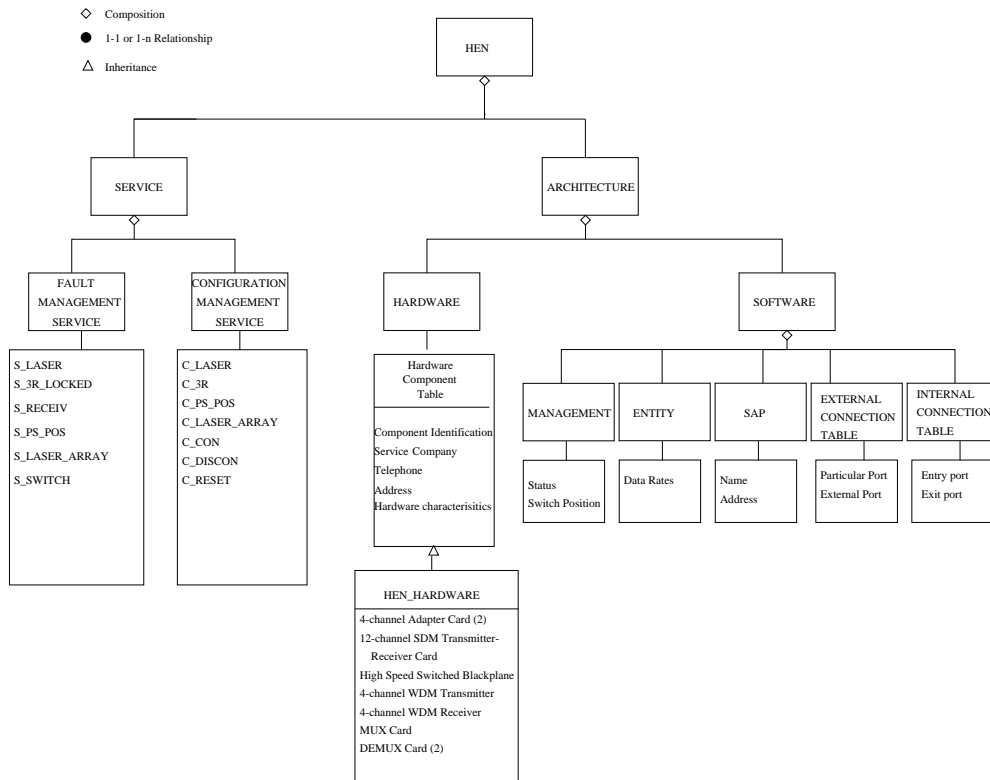 Composition
1-1 or 1-n Relationship
Inheritance
HEN
SERVICE
ARCHITECTURE
FAULT
MANAGEMENT
SERVICE
CONFIGURATION
MANAGEMENT
SERVICE
HARDWARE
SOFTWARE
S_LASER
S_3R_LOCKED
S_RECEIV
S_PS_POS
S_LASER_ARRAY
S_SWITCH
C_LASER
C_3R
C_PS_POS
C_LASER_ARRAY
C_CON
C_DISCON
C_RESET
Hardware
Component
Table
Component Identification
Service Company
Telephone
Address
Hardware characterisitics
MANAGEMENT
ENTITY
SAP
EXTERNAL
CONNECTION
TABLE
INTERNAL
CONNECTION
TABLE
Status
Switch Position
Data Rates
Name
Address
Particular Port
External Port
Entry port
Exit port
HEN_HARDWARE
4-channel Adapter Card (2)
12-channel SDM Transmitter-
Receiver Card
High Speed Switched Blackplane
4-channel WDM Transmitter
4-channel WDM Receiver
MUX Card
DEMUX Card (2)